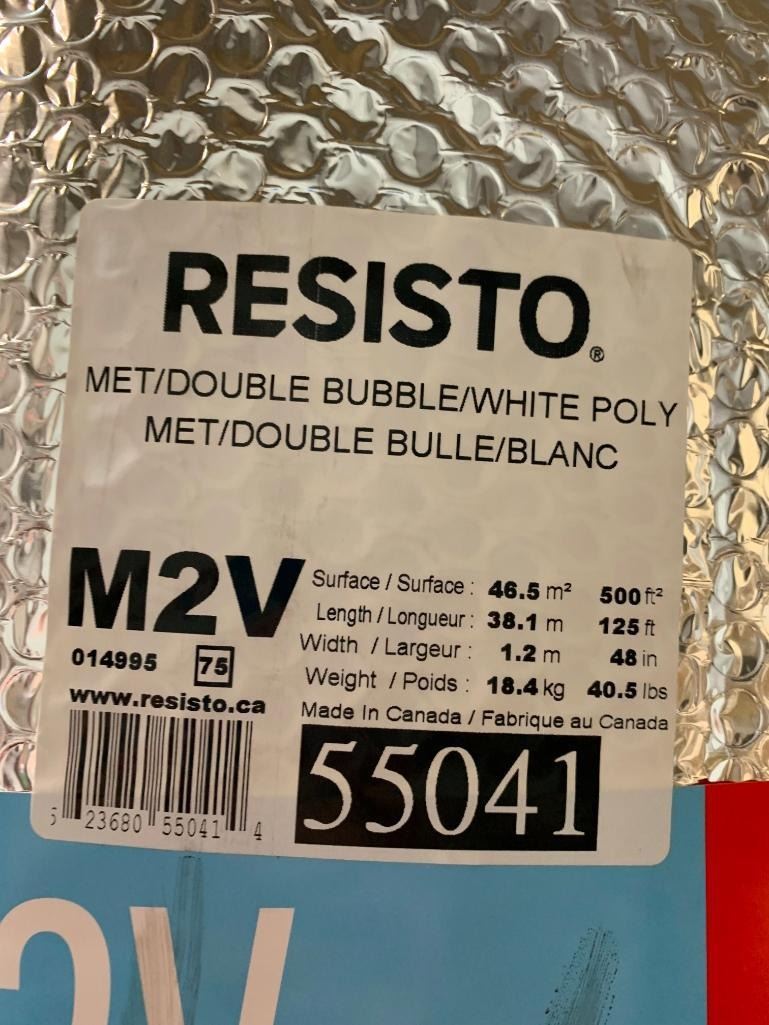 RESISTO®
MET/DOUBLE BUBBLE/WHITE POLY
MET/DOUBLE BULLE/BLANC
M2V
014995 75
www.resisto.ca
Surface / Surface : 46.5 m² 500 ft²
Length / Longueur : 38.1 m 125 ft
Width / Largeur : 1.2 m 48 in
Weight / Poids : 18.4 kg 40.5 lbs
Made In Canada / Fabrique au Canada
55041
5 23680 55041 4
2V